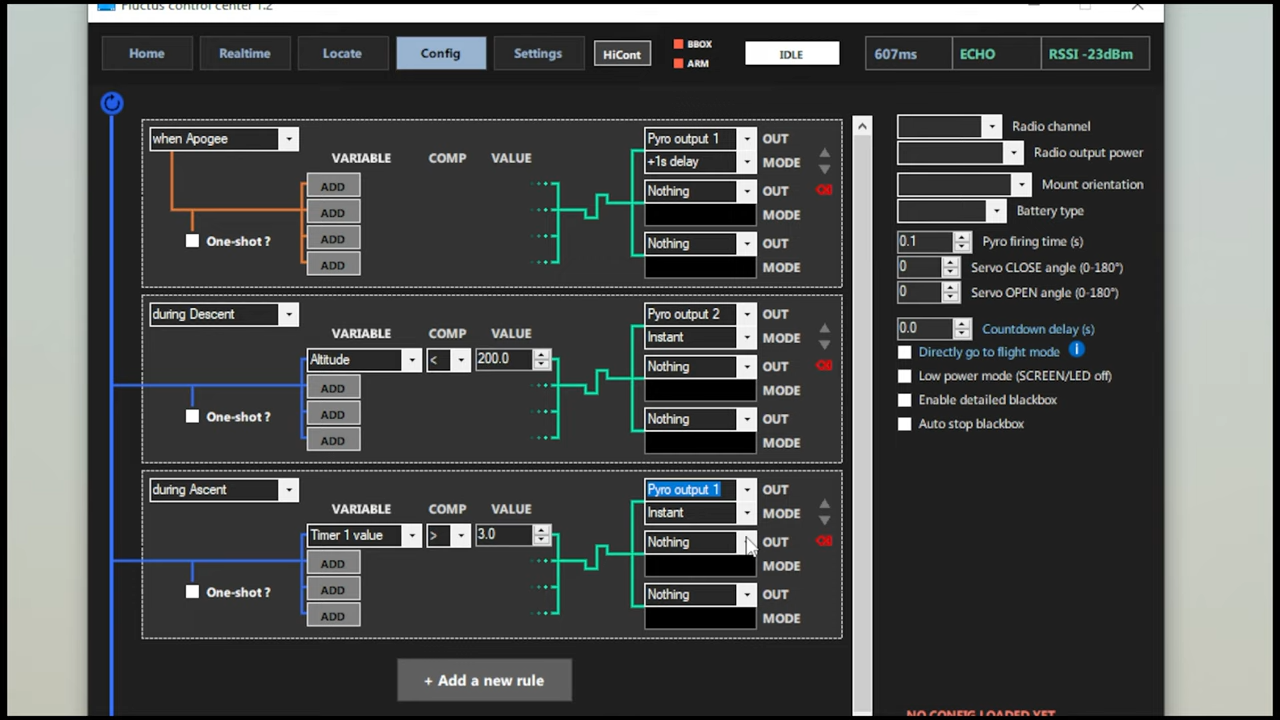 Fluctus control center 1.2
Home Realtime Locate Config Settings HiCont BBOX ARM IDLE 607ms ECHO RSSI -23dBm
when Apogee
VARIABLE COMP VALUE
ADD
ADD
ADD
ADD
One-shot ?
Pyro output 1 OUT
+1s delay MODE
Nothing OUT
MODE
Nothing OUT
MODE
during Descent
VARIABLE COMP VALUE
Altitude < 200.0
ADD
ADD
ADD
One-shot ?
Pyro output 2 OUT
Instant MODE
Nothing OUT
MODE
Nothing OUT
MODE
during Ascent
VARIABLE COMP VALUE
Timer 1 value > 3.0
ADD
ADD
ADD
One-shot ?
Pyro output 1 OUT
Instant MODE
Nothing OUT
MODE
Nothing OUT
MODE
+ Add a new rule
Radio channel
Radio output power
Mount orientation
Battery type
0.1 Pyro firing time (s)
0 Servo CLOSE angle (0-180°)
0 Servo OPEN angle (0-180°)
0.0 Countdown delay (s)
Directly go to flight mode i
Low power mode (SCREEN/LED off)
Enable detailed blackbox
Auto stop blackbox
NO CONFIG LOADED YET